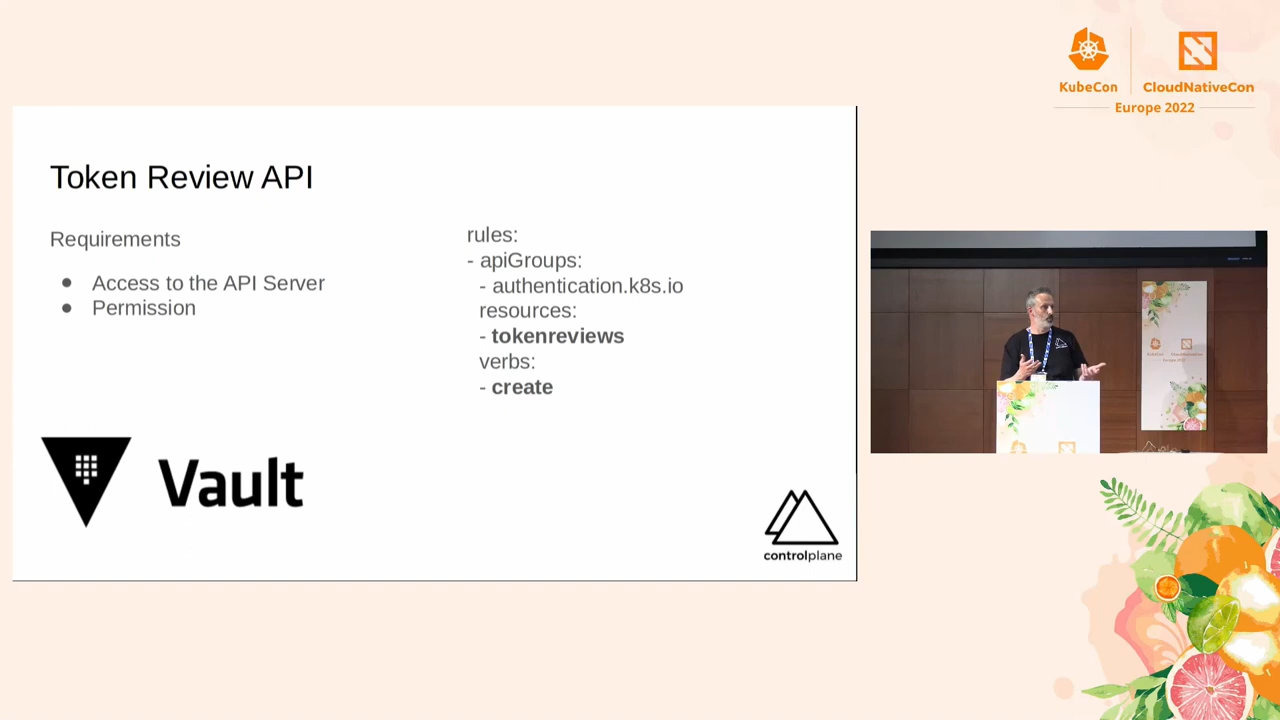 KubeCon
CloudNativeCon
Europe 2022
Token Review API
Requirements
● Access to the API Server
● Permission
rules:
- apiGroups:
- authentication.k8s.io
resources:
- tokenreviews
verbs:
- create
Vault
controlplane